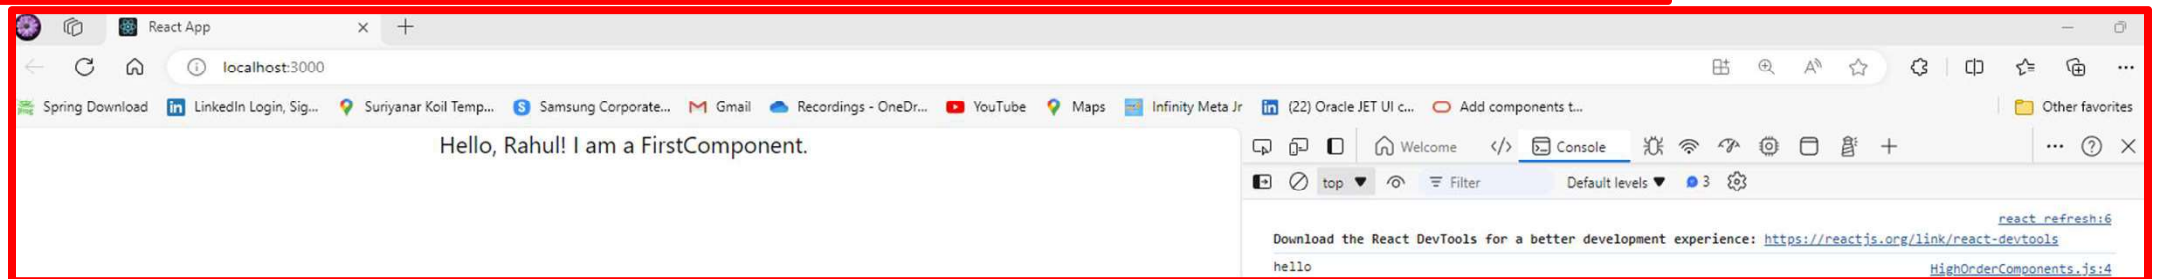 React App
localhost:3000
Spring Download LinkedIn Login, Sig... Suriyanar Koil Temp... Samsung Corporate... Gmail Recordings - OneDr... YouTube Maps Infinity Meta Jr (22) Oracle JET UI c... Add components t... Other favorites
Hello, Rahul! I am a FirstComponent.
Welcome </> Console
top Filter Default levels 3
react refresh:6
Download the React DevTools for a better development experience: https://reactjs.org/link/react-devtools
hello HighOrderComponents.js:4